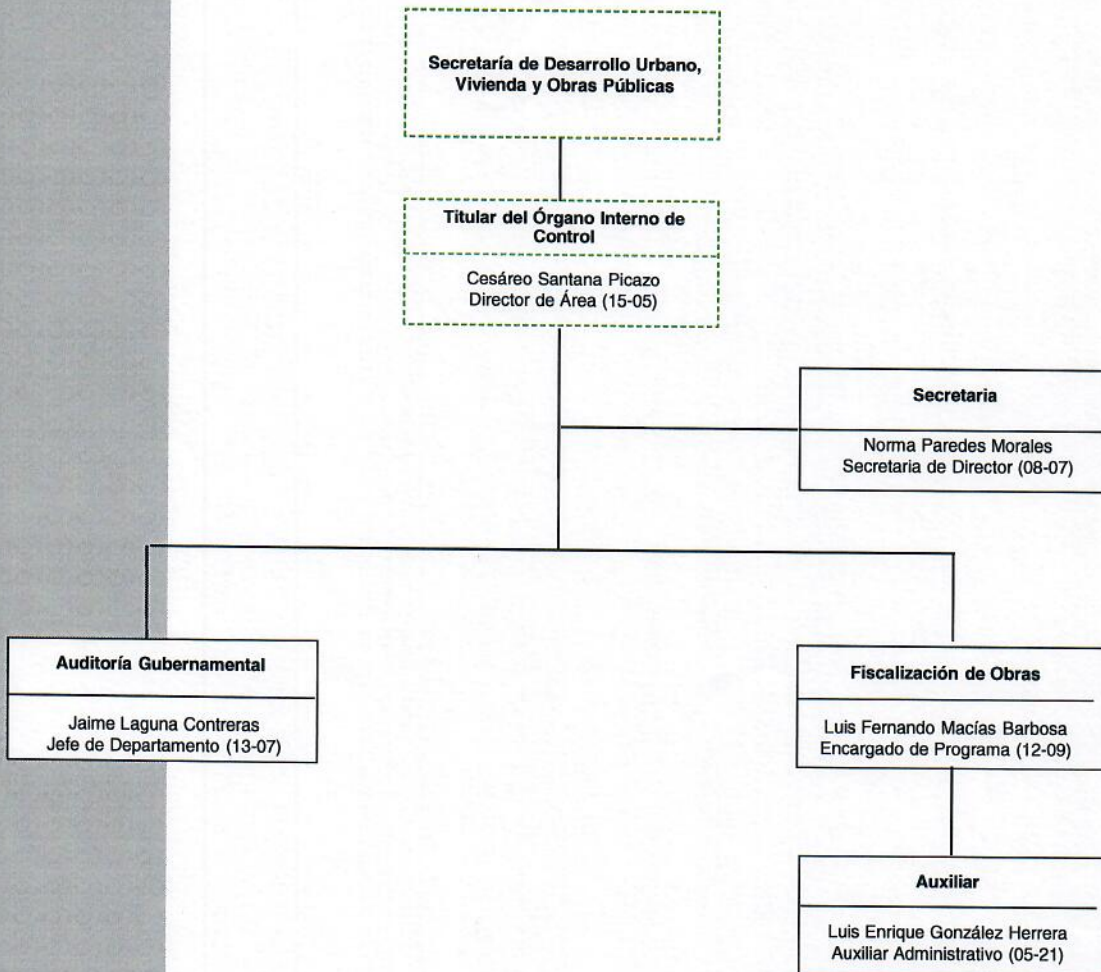 Secretaría de Desarrollo Urbano,
Vivienda y Obras Públicas
Titular del Órgano Interno de
Control
Cesáreo Santana Picazo
Director de Área (15-05)
Secretaria
Norma Paredes Morales
Secretaria de Director (08-07)
Auditoría Gubernamental
Jaime Laguna Contreras
Jefe de Departamento (13-07)
Fiscalización de Obras
Luis Fernando Macías Barbosa
Encargado de Programa (12-09)
Auxiliar
Luis Enrique González Herrera
Auxiliar Administrativo (05-21)